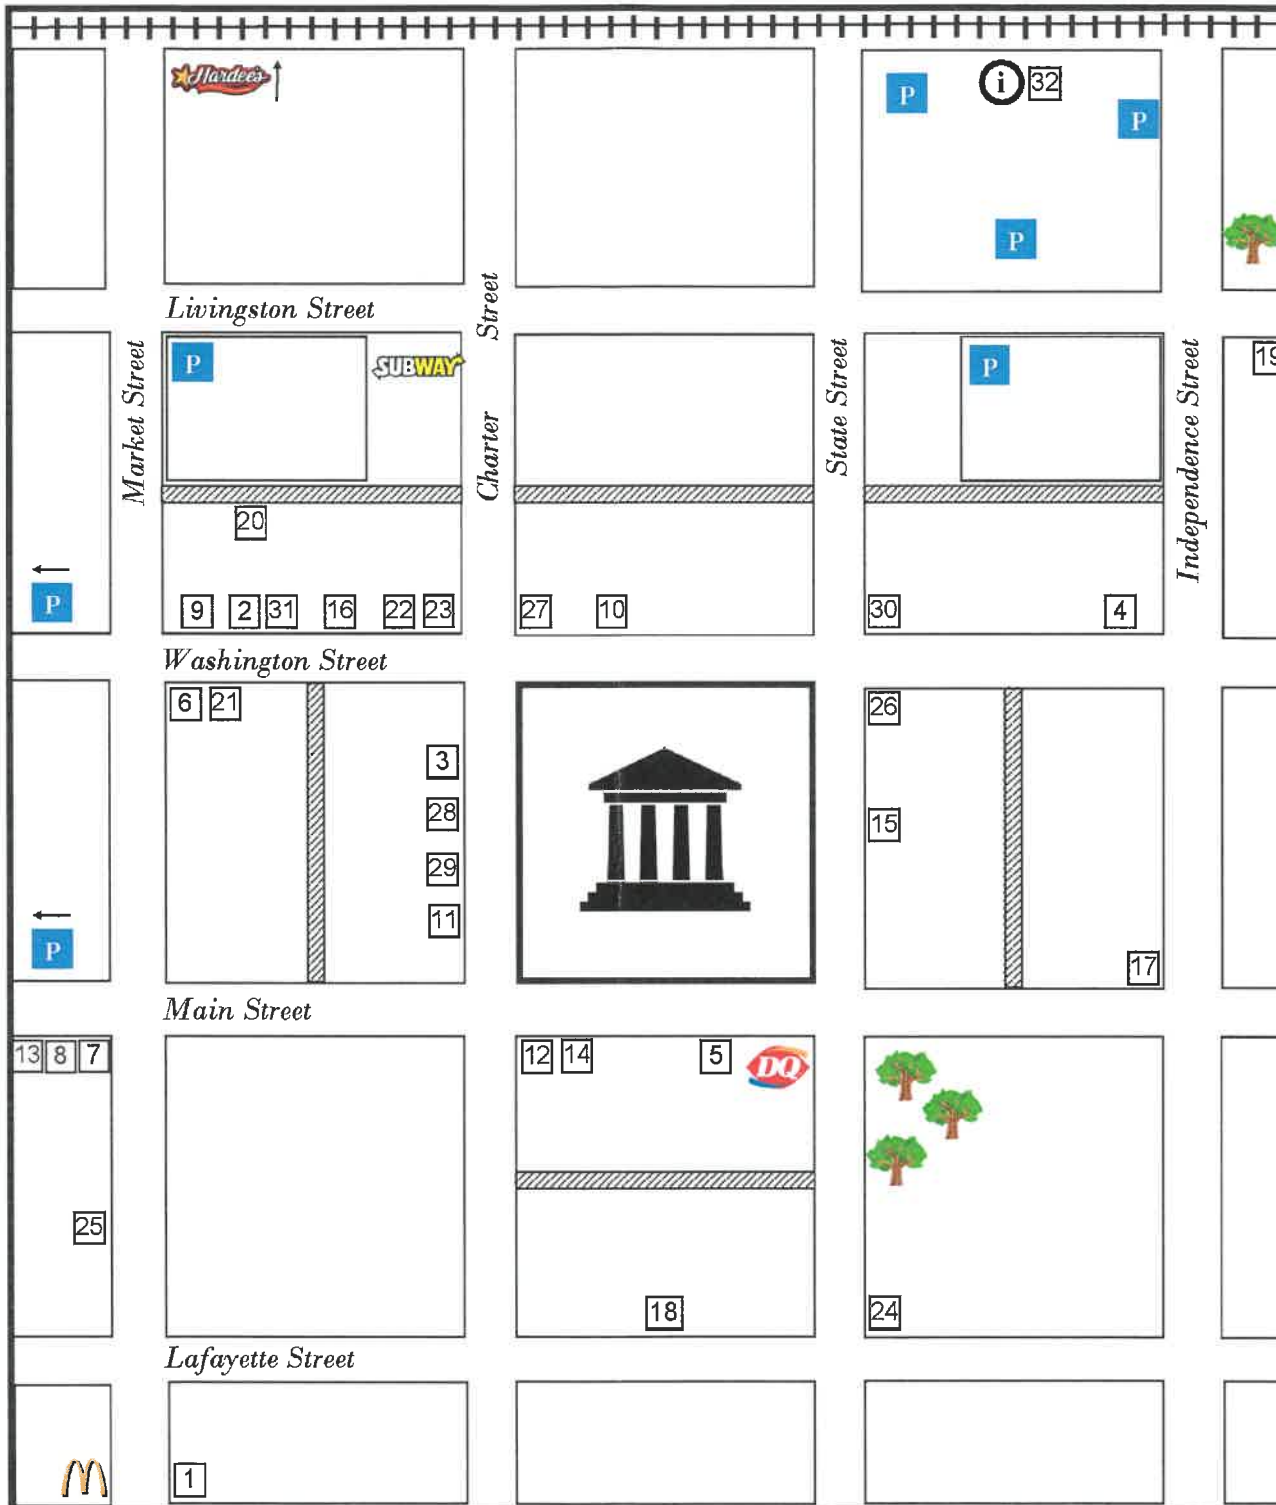 Hardee's
P
i 32
P
P
Livingston Street
Market Street
Charter Street
State Street
Independence Street
P
SUBWAY
P
19
20
P
9 2 31 16 22 23
27 10
30 4
Washington Street
6 21
26
3
28
15
29
11
P
17
Main Street
13 8 7
12 14 5 DQ
25
18
24
Lafayette Street
M
1